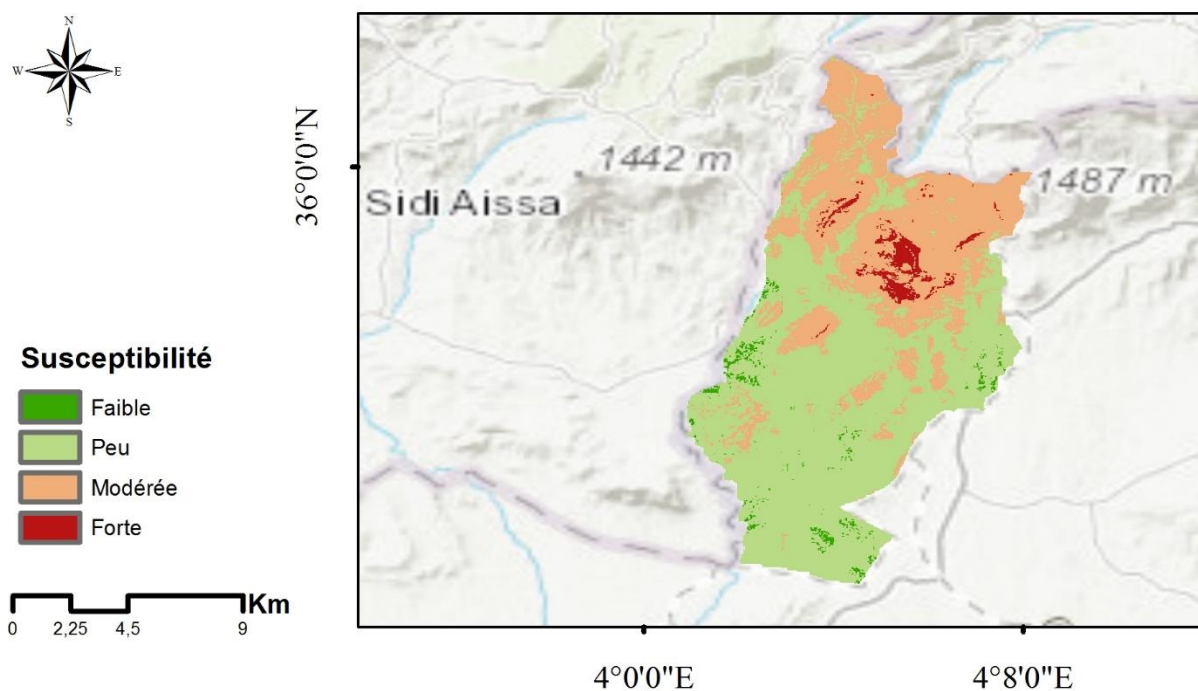 N
W E
S
36°0'0"N
1442 m
1487 m
Sidi Aissa
Susceptibilité
Faible
Peu
Modérée
Forte
Km
0 2,25 4,5 9
4°0'0"E 4°8'0"E